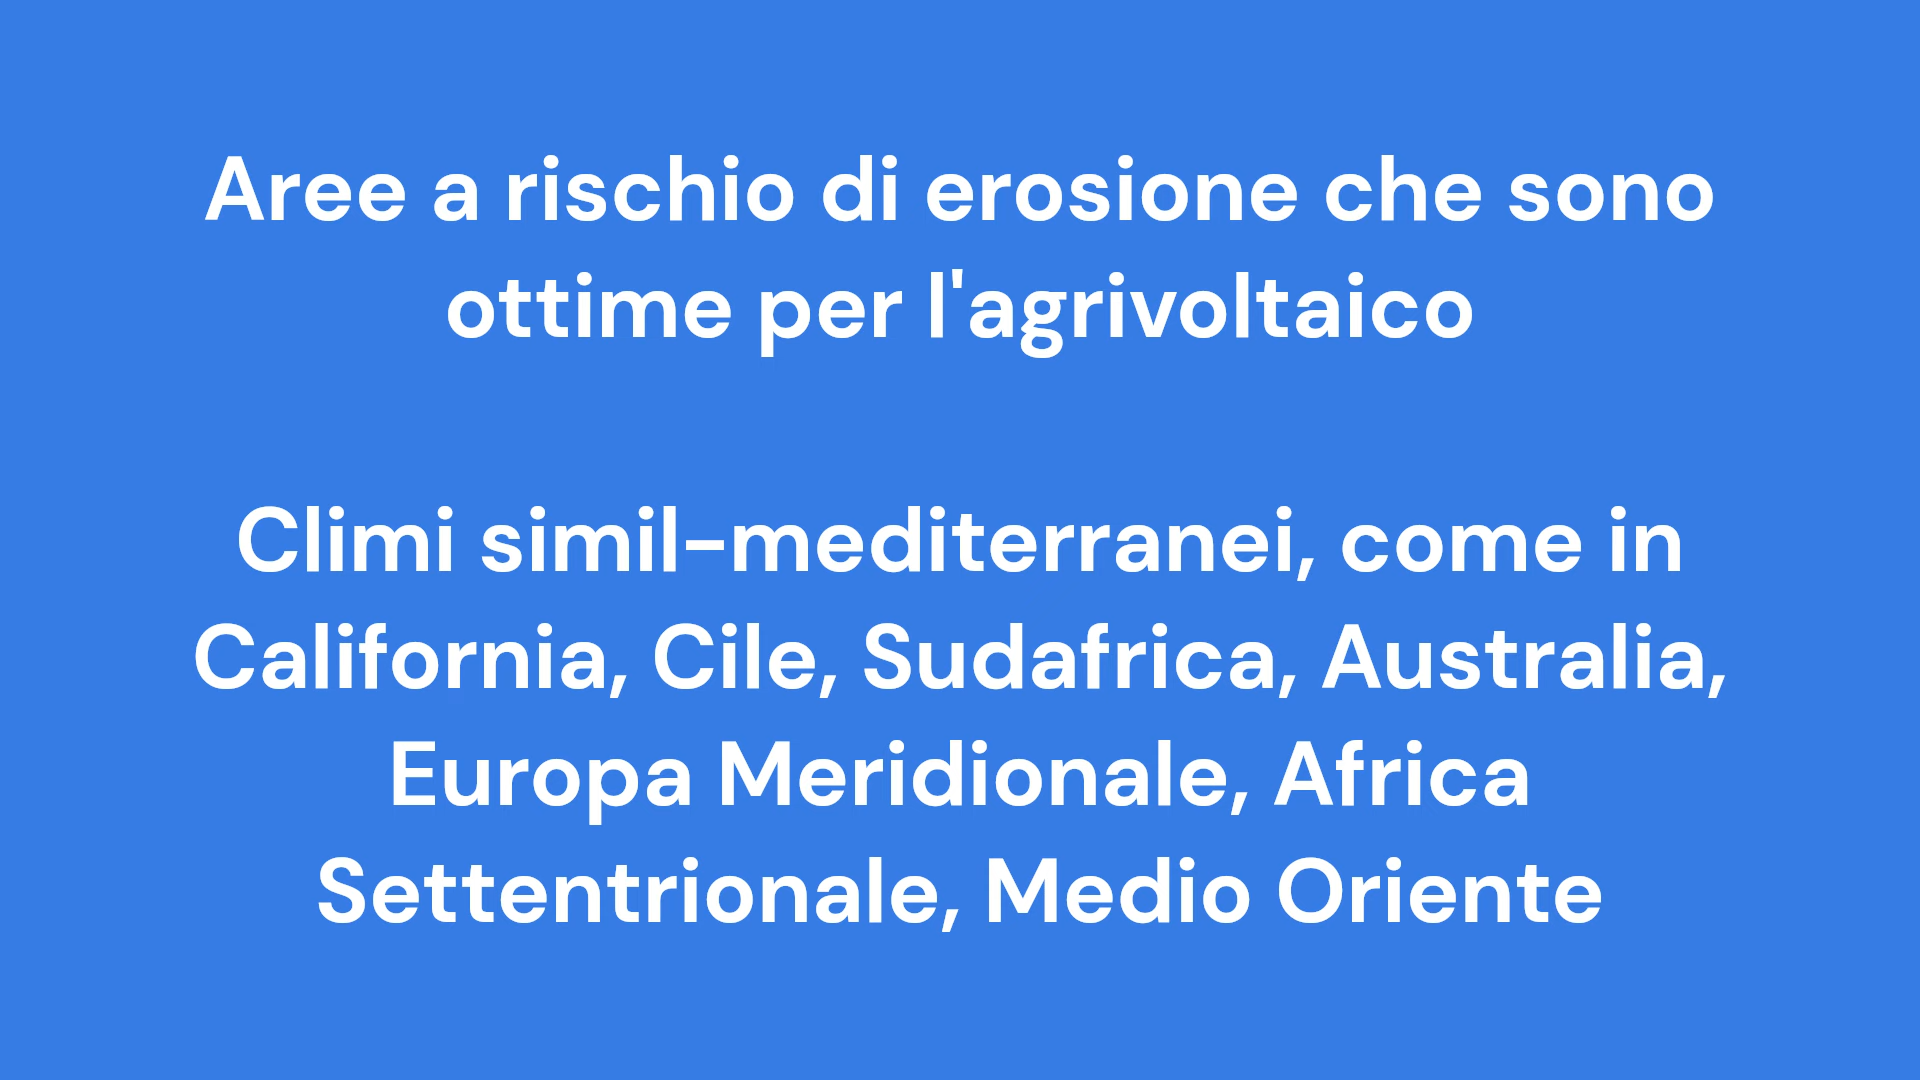 Aree a rischio di erosione che sono
ottime per l'agrivoltaico
Climi simil-mediterranei, come in
California, Cile, Sudafrica, Australia,
Europa Meridionale, Africa
Settentrionale, Medio Oriente